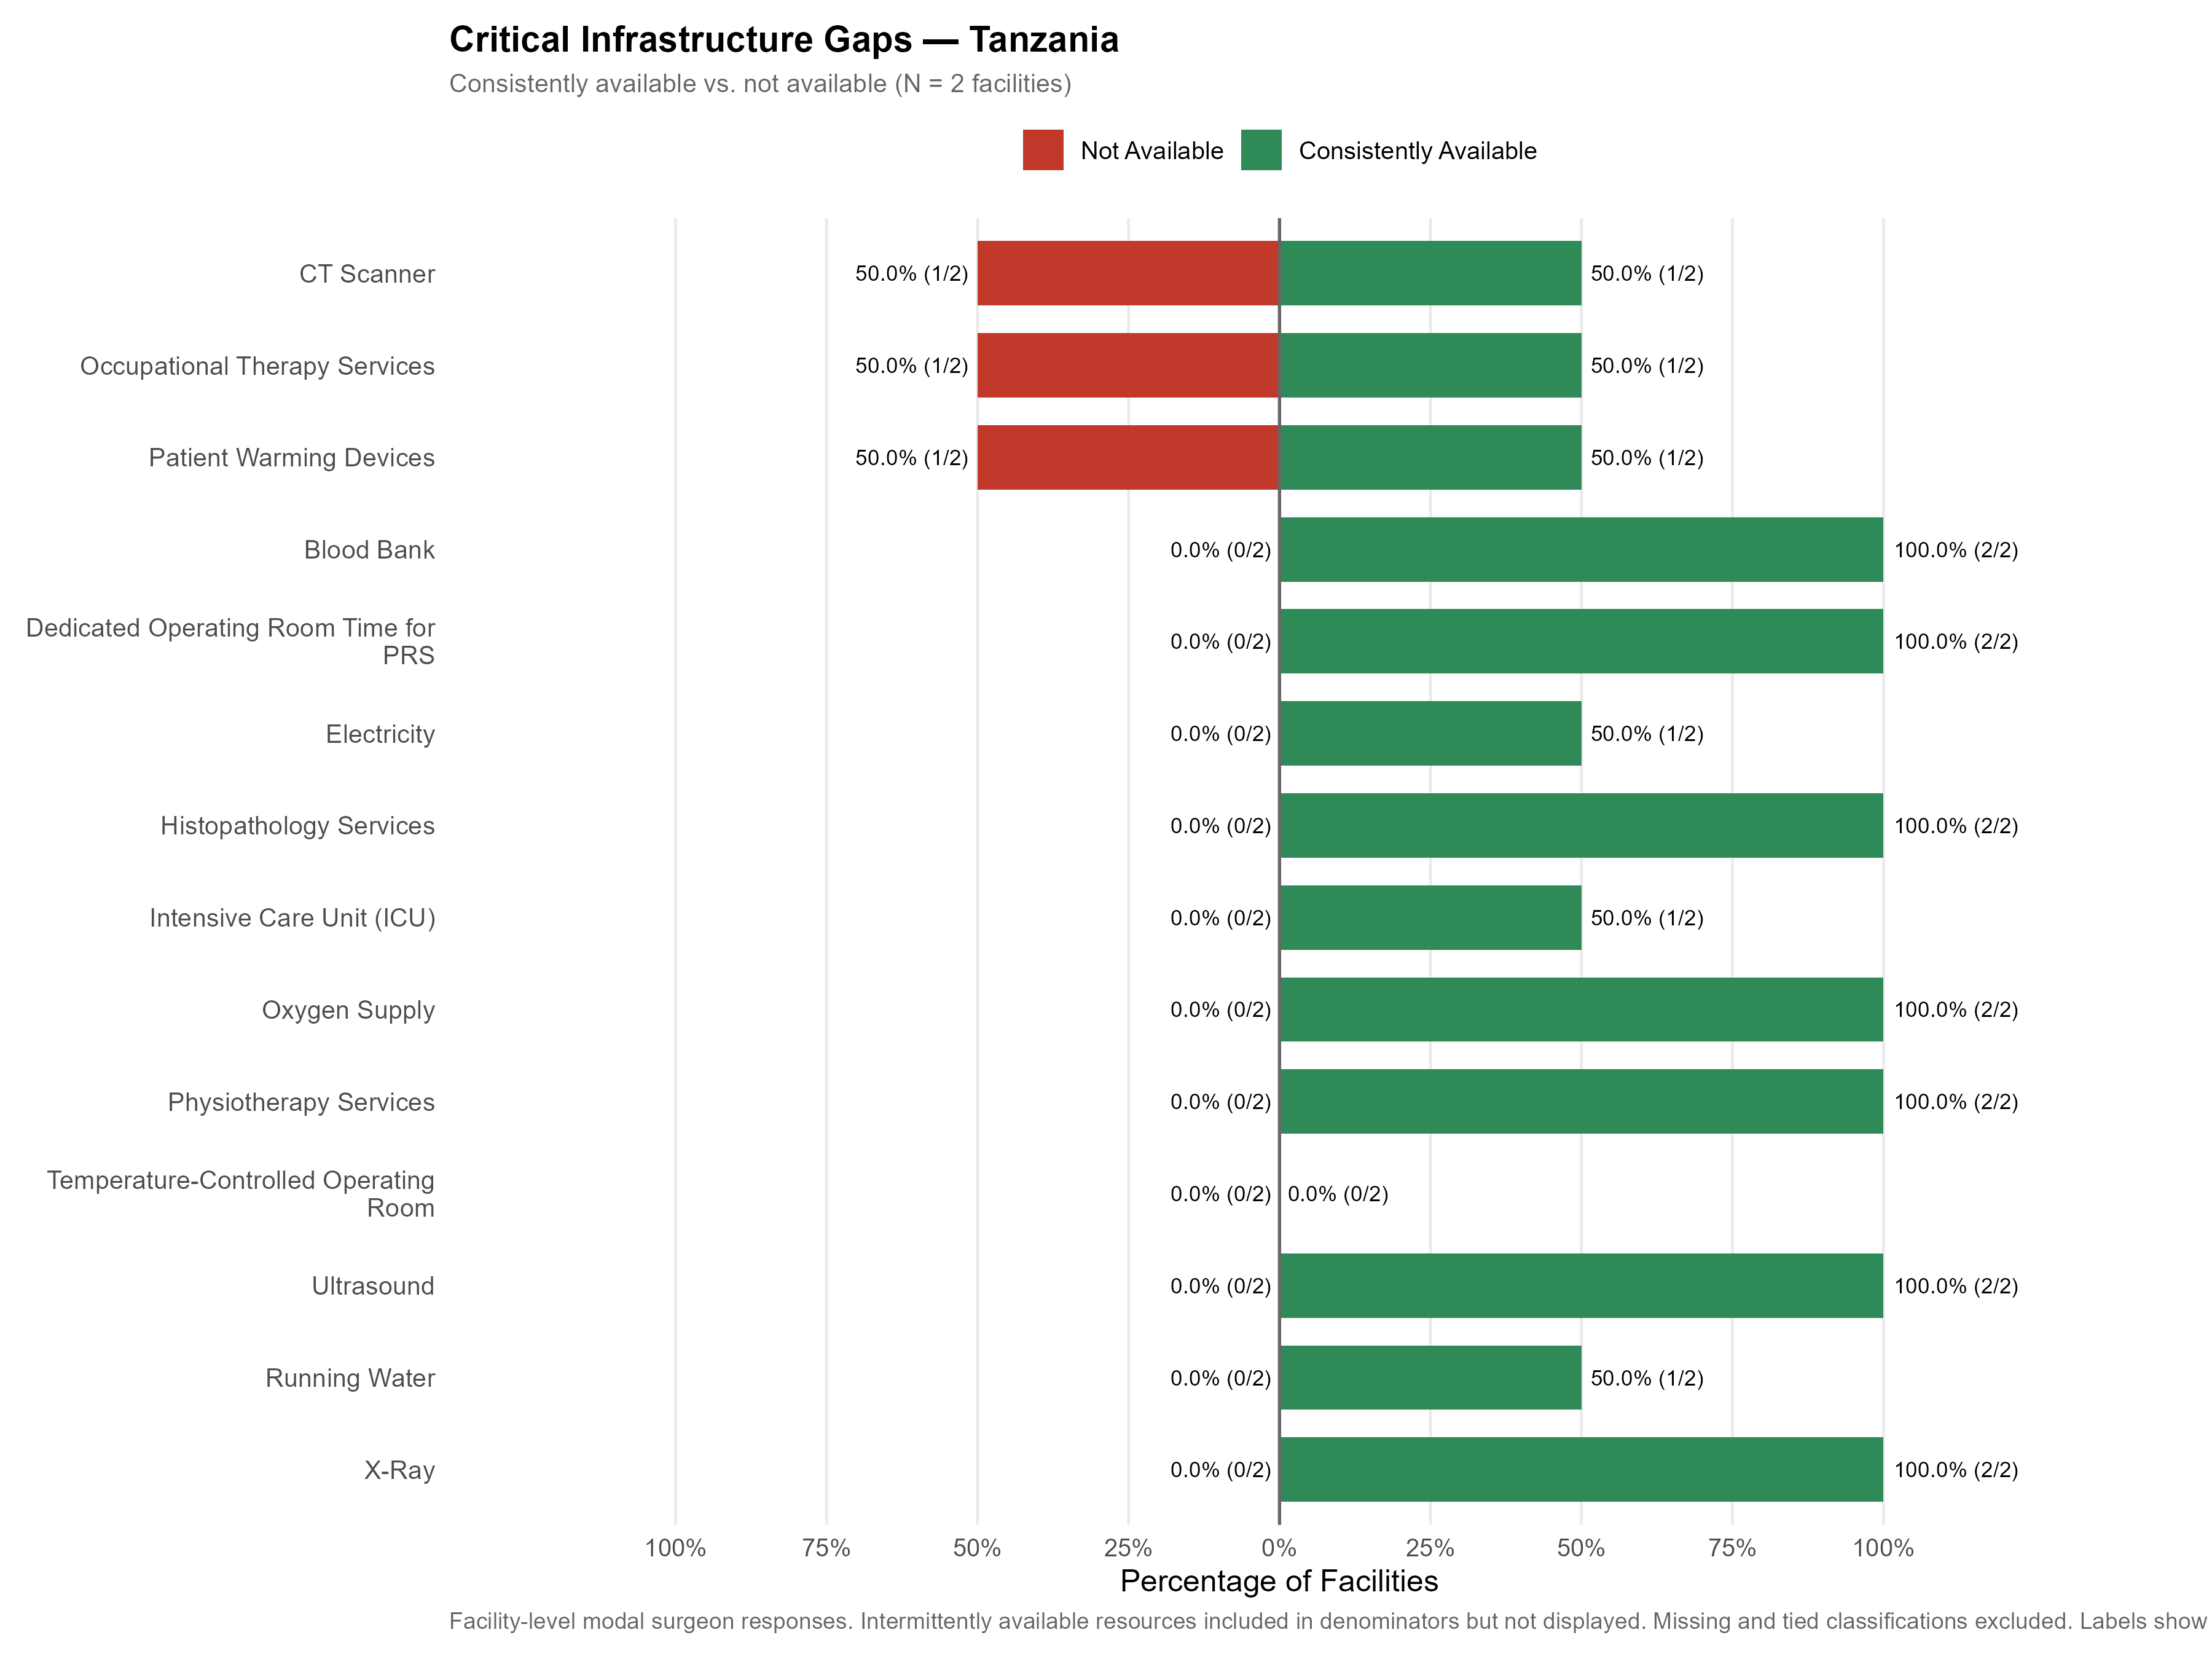 Critical Infrastructure Gaps — Tanzania
Consistently available vs. not available (N = 2 facilities)
Not Available Consistently Available
CT Scanner 50.0% (1/2) 50.0% (1/2)
Occupational Therapy Services 50.0% (1/2) 50.0% (1/2)
Patient Warming Devices 50.0% (1/2) 50.0% (1/2)
Blood Bank 0.0% (0/2) 100.0% (2/2)
Dedicated Operating Room Time for
PRS 0.0% (0/2) 100.0% (2/2)
Electricity 0.0% (0/2) 50.0% (1/2)
Histopathology Services 0.0% (0/2) 100.0% (2/2)
Intensive Care Unit (ICU) 0.0% (0/2) 50.0% (1/2)
Oxygen Supply 0.0% (0/2) 100.0% (2/2)
Physiotherapy Services 0.0% (0/2) 100.0% (2/2)
Temperature-Controlled Operating
Room 0.0% (0/2) 0.0% (0/2)
Ultrasound 0.0% (0/2) 100.0% (2/2)
Running Water 0.0% (0/2) 50.0% (1/2)
X-Ray 0.0% (0/2) 100.0% (2/2)
100% 75% 50% 25% 0% 25% 50% 75% 100%
Percentage of Facilities
Facility-level modal surgeon responses. Intermittently available resources included in denominators but not displayed. Missing and tied classifications excluded. Labels show